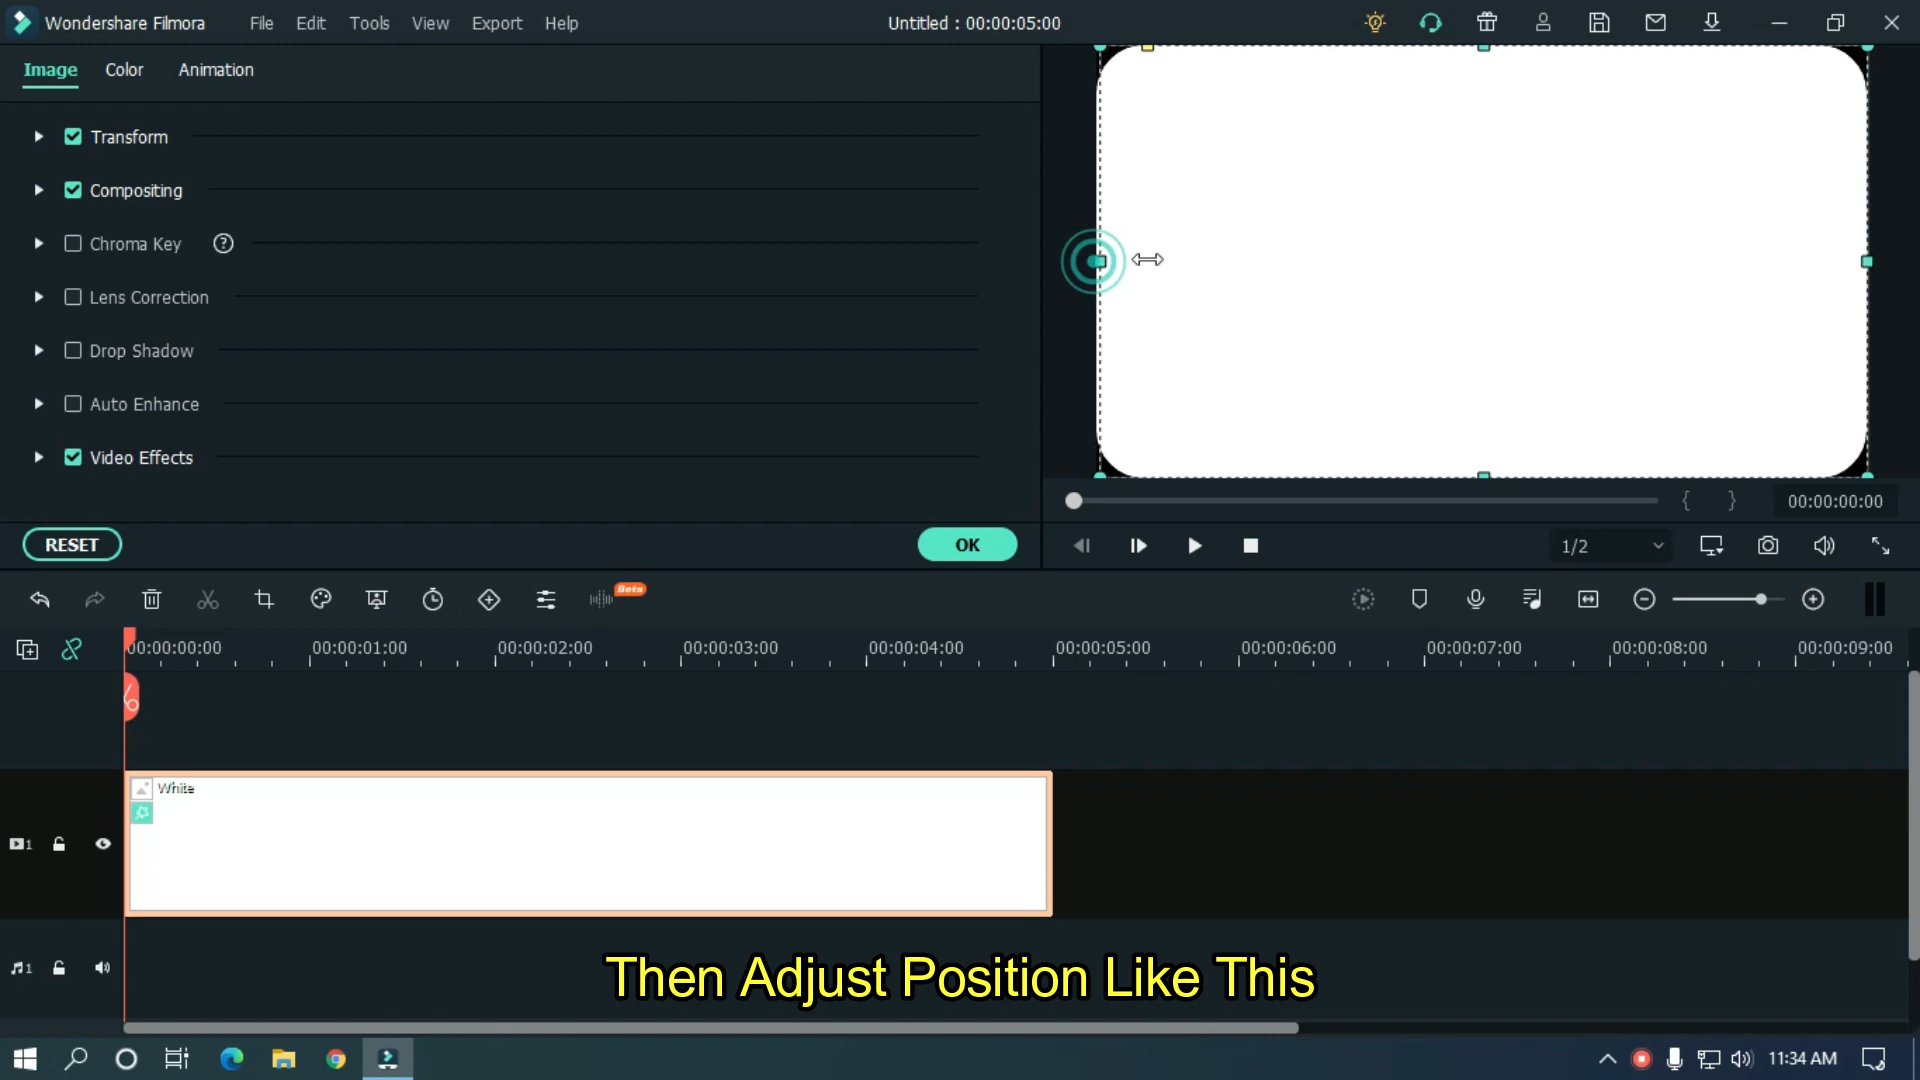 Wondershare Filmora
File
Edit
Tools
View
Export
Help
Untitled : 00:00:05:00
Image
Color
Animation
Transform
Compositing
Chroma Key
?
Lens Correction
Drop Shadow
Auto Enhance
Video Effects
{
}
00:00:00:00
RESET
OK
1/2
Beta
00:00:00:00
00:00:01:00
00:00:02:00
00:00:03:00
00:00:04:00
00:00:05:00
00:00:06:00
00:00:07:00
00:00:08:00
00:00:09:00
White
1
1
Then Adjust Position Like This
11:34 AM